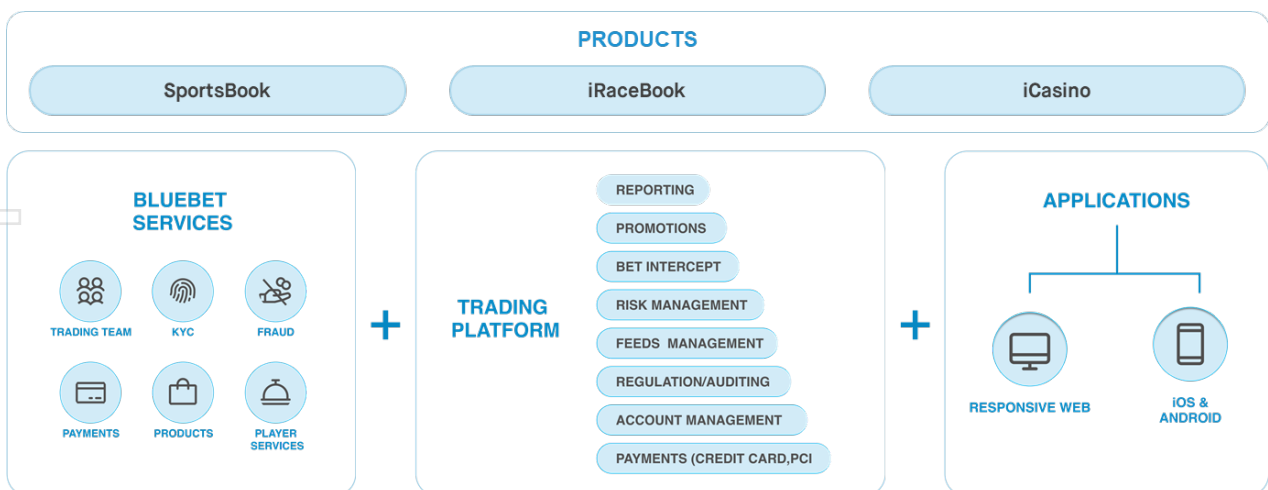 PRODUCTS
SportsBook
iRaceBook
iCasino
BLUEBET
SERVICES
TRADING TEAM
KYC
FRAUD
PAYMENTS
PRODUCTS
PLAYER
SERVICES
TRADING
PLATFORM
REPORTING
PROMOTIONS
BET INTERCEPT
RISK MANAGEMENT
FEEDS MANAGEMENT
REGULATION/AUDITING
ACCOUNT MANAGEMENT
PAYMENTS (CREDIT CARD,PCI
APPLICATIONS
RESPONSIVE WEB
iOS &
ANDROID